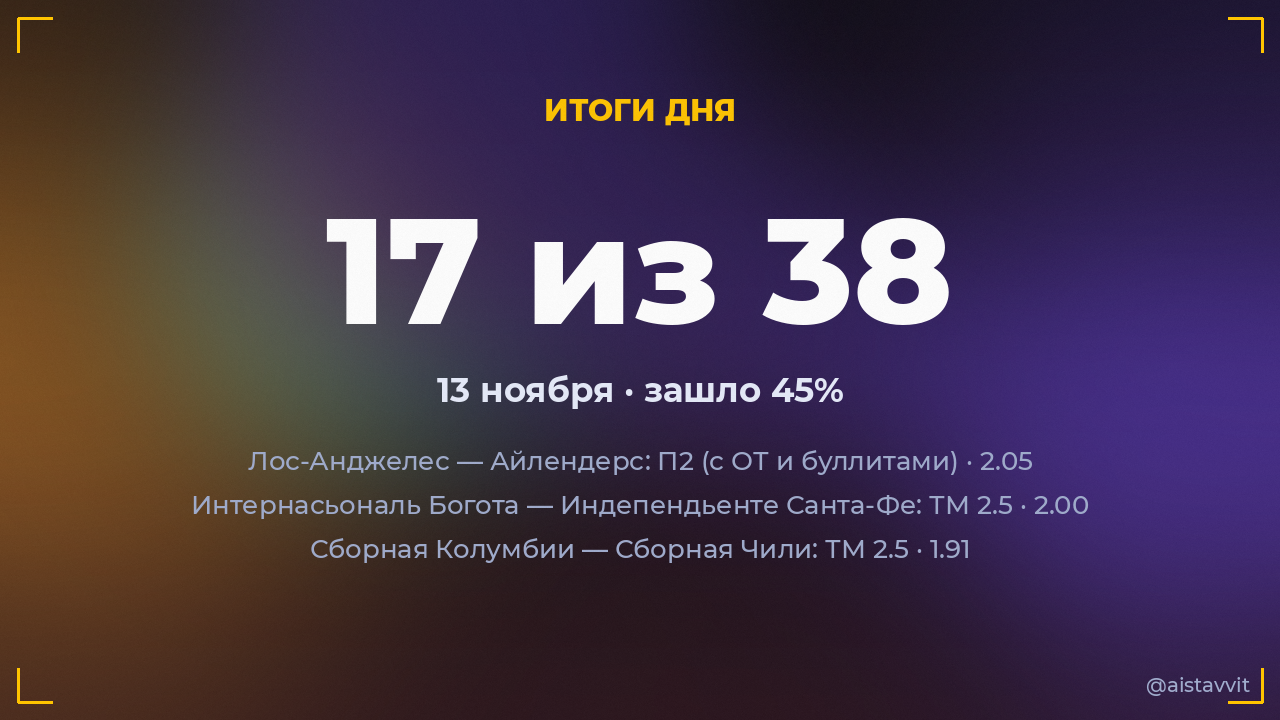 ИТОГИ ДНЯ
17 из 38
13 ноября · зашло 45%
Лос-Анджелес — Айлендерс: П2 (с ОТ и буллитами) · 2.05
Интернасьональ Богота — Индепендьенте Санта-Фе: ТМ 2.5 · 2.00
Сборная Колумбии — Сборная Чили: ТМ 2.5 · 1.91
@aistavvit